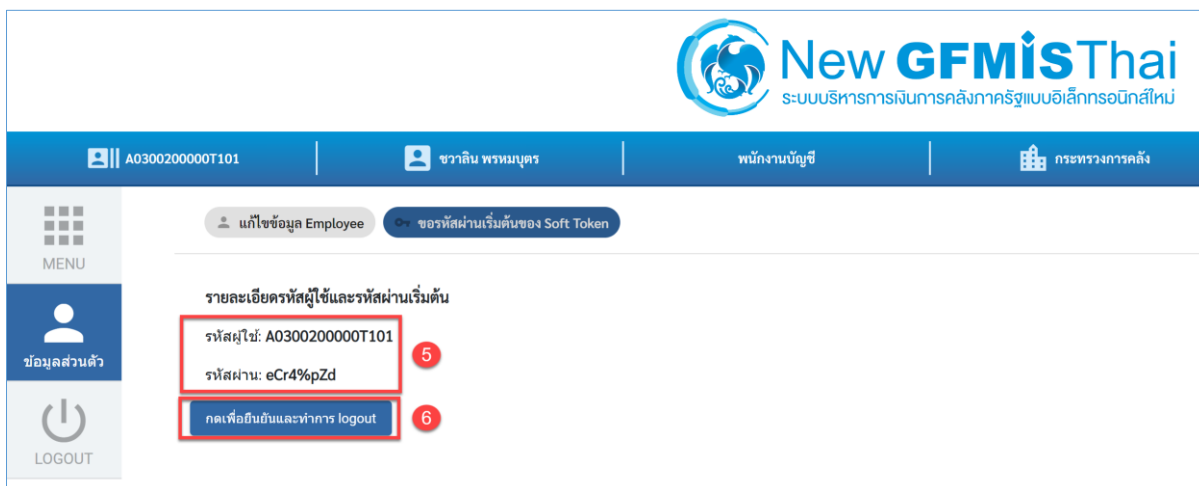 New GFMISThai
ระบบบริหารการเงินการคลังภาครัฐแบบอิเล็กทรอนิกส์ใหม่
A0300200000T101 ชวาลิน พรหมบุตร พนักงานบัญชี กระทรวงการคลัง
แก้ไขข้อมูล Employee ขอรหัสผ่านเริ่มต้นของ Soft Token
MENU
รายละเอียดรหัสผู้ใช้และรหัสผ่านเริ่มต้น
รหัสผู้ใช้: A0300200000T101
5
ข้อมูลส่วนตัว
รหัสผ่าน: eCr4%pZd
กดเพื่อยืนยันและทำการ logout 6
LOGOUT